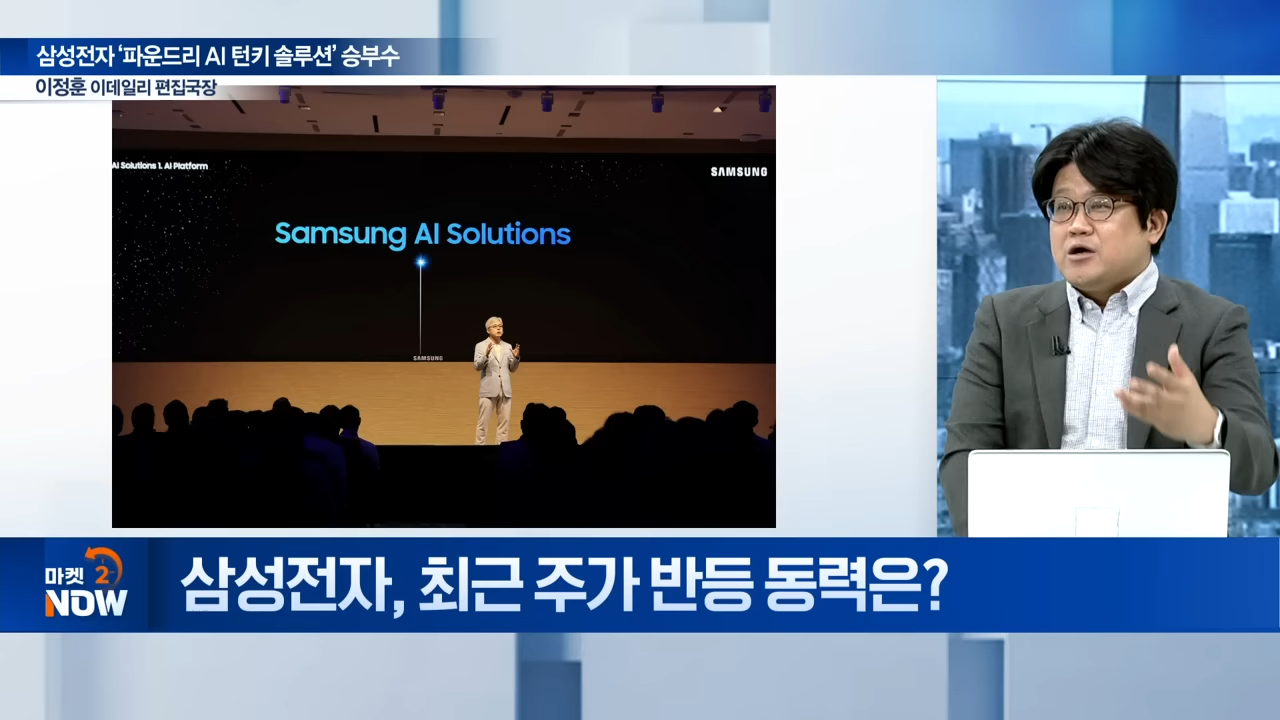 삼성전자 '파운드리 AI 턴키 솔루션' 승부수
이정훈 이데일리 편집국장
AI Solutions 1. AI Platform
SAMSUNG
Samsung AI Solutions
SAMSUNG
마켓 2
NOW
삼성전자, 최근 주가 반등 동력은?